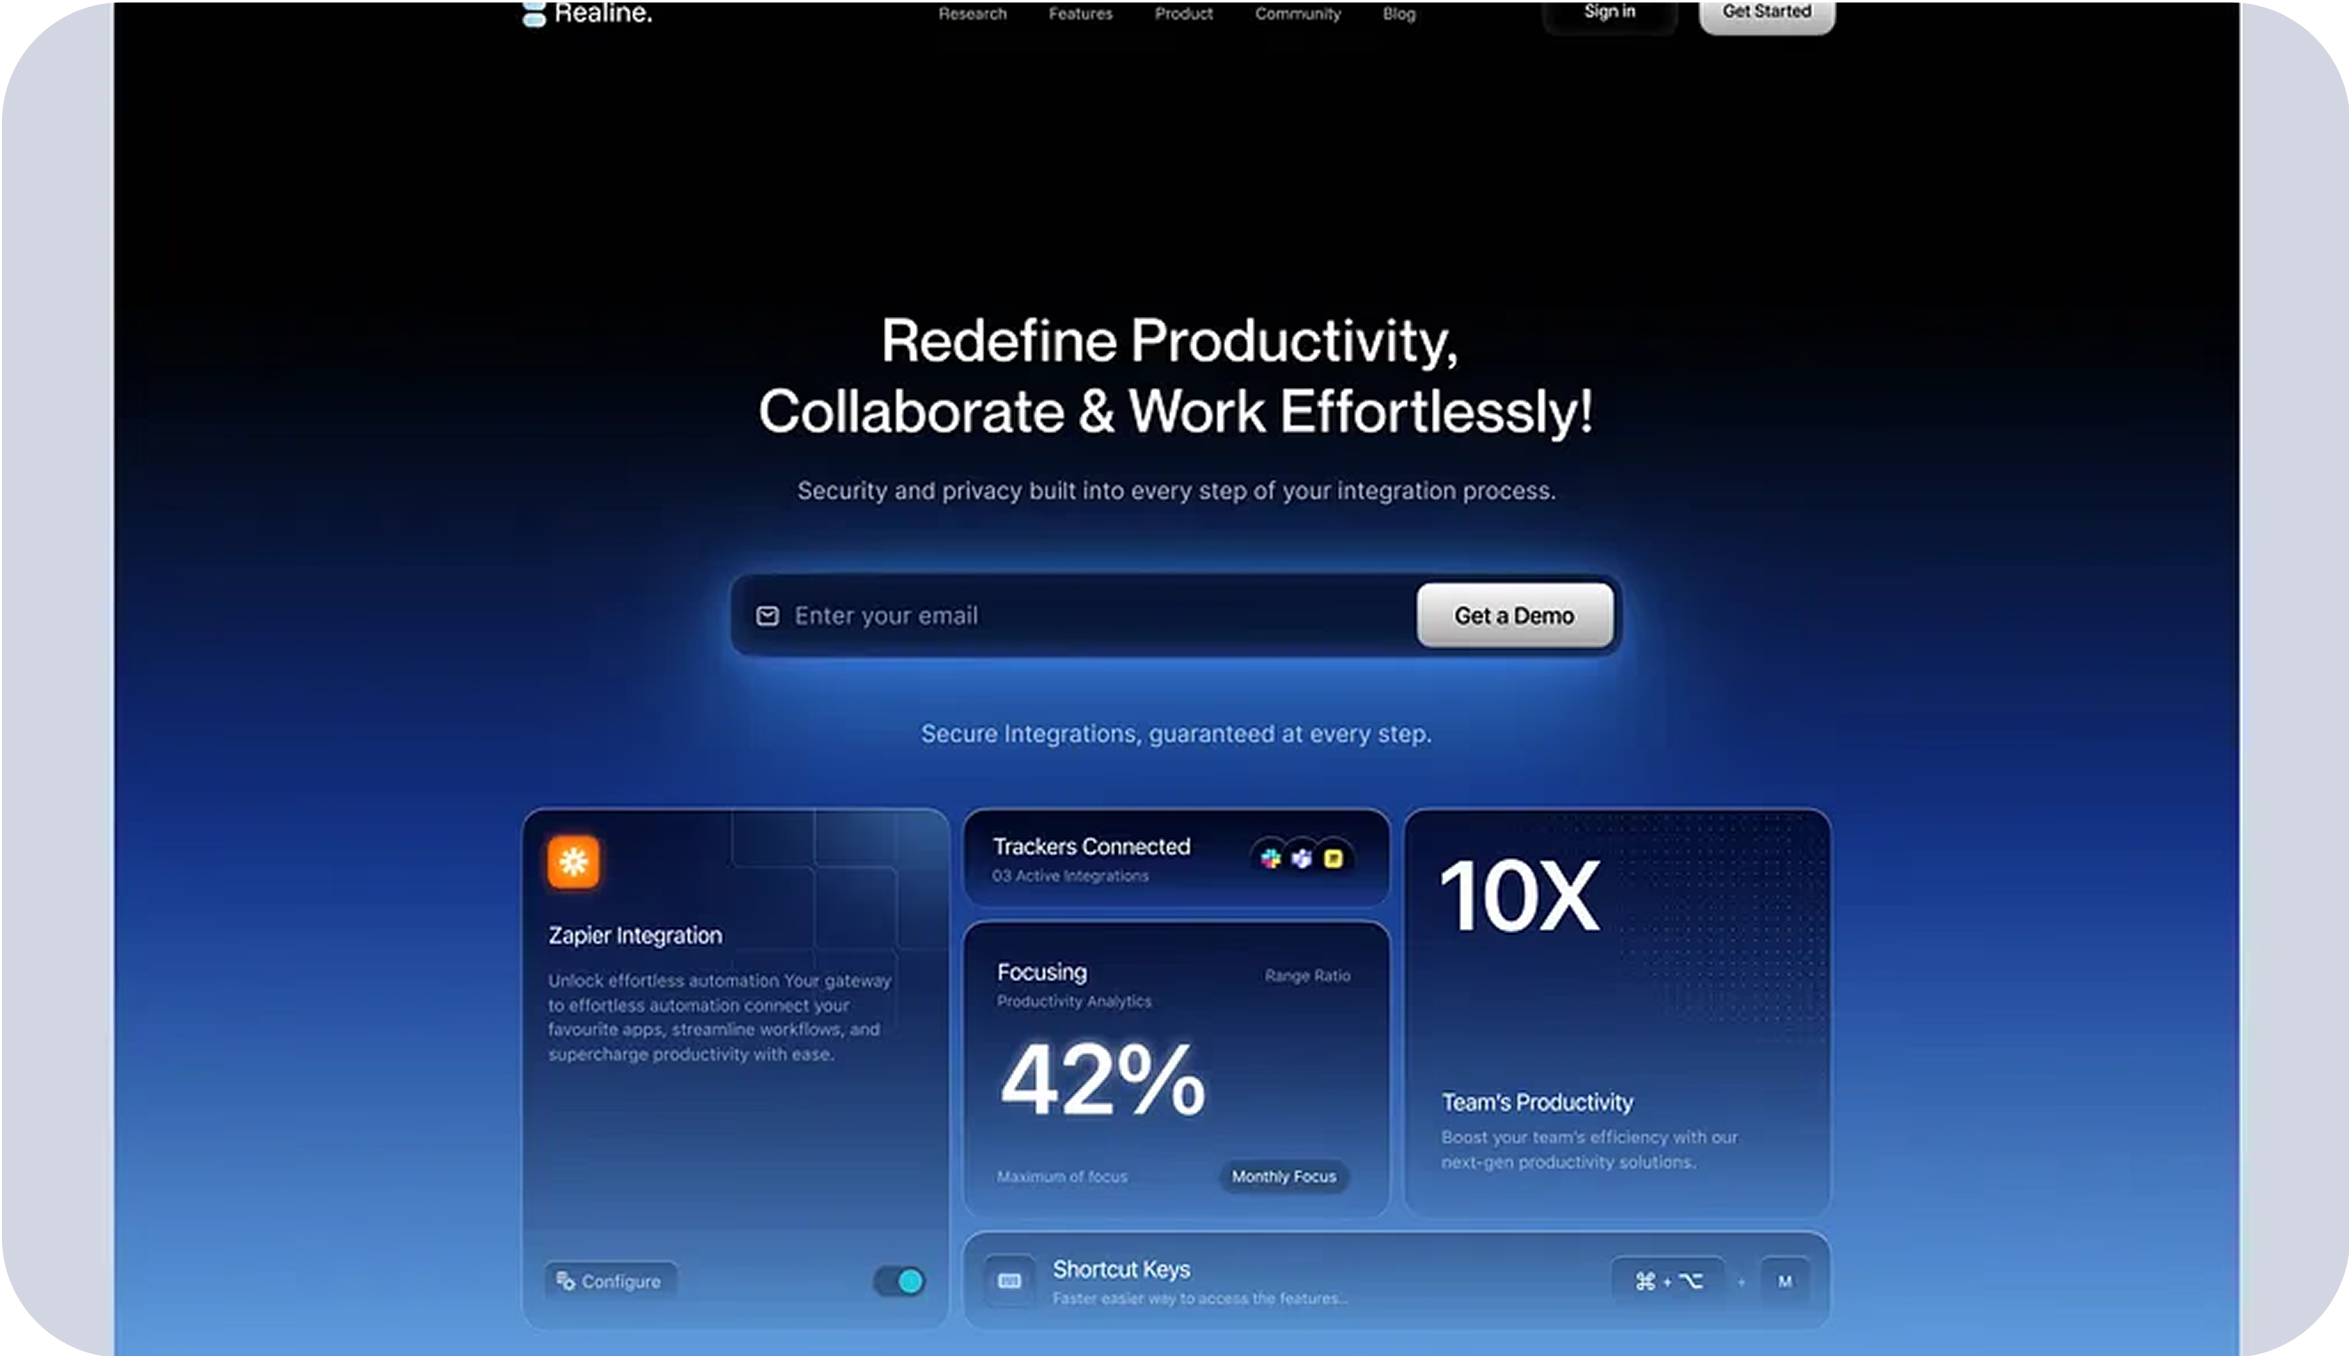 Realine.
Research Features Product Community Blog
Sign in
Get Started
Redefine Productivity,
Collaborate & Work Effortlessly!
Security and privacy built into every step of your integration process.
Enter your email
Get a Demo
Secure Integrations, guaranteed at every step.
Zapier Integration
Unlock effortless automation Your gateway
to effortless automation connect your
favourite apps, streamline workflows, and
supercharge productivity with ease.
Configure
Trackers Connected
03 Active Integrations
Focusing
Range Ratio
Productivity Analytics
42%
Maximum of focus
Monthly Focus
10X
Team's Productivity
Boost your team's efficiency with our
next-gen productivity solutions.
Shortcut Keys
Faster easier way to access the features...
⌘ + ⌥ + M